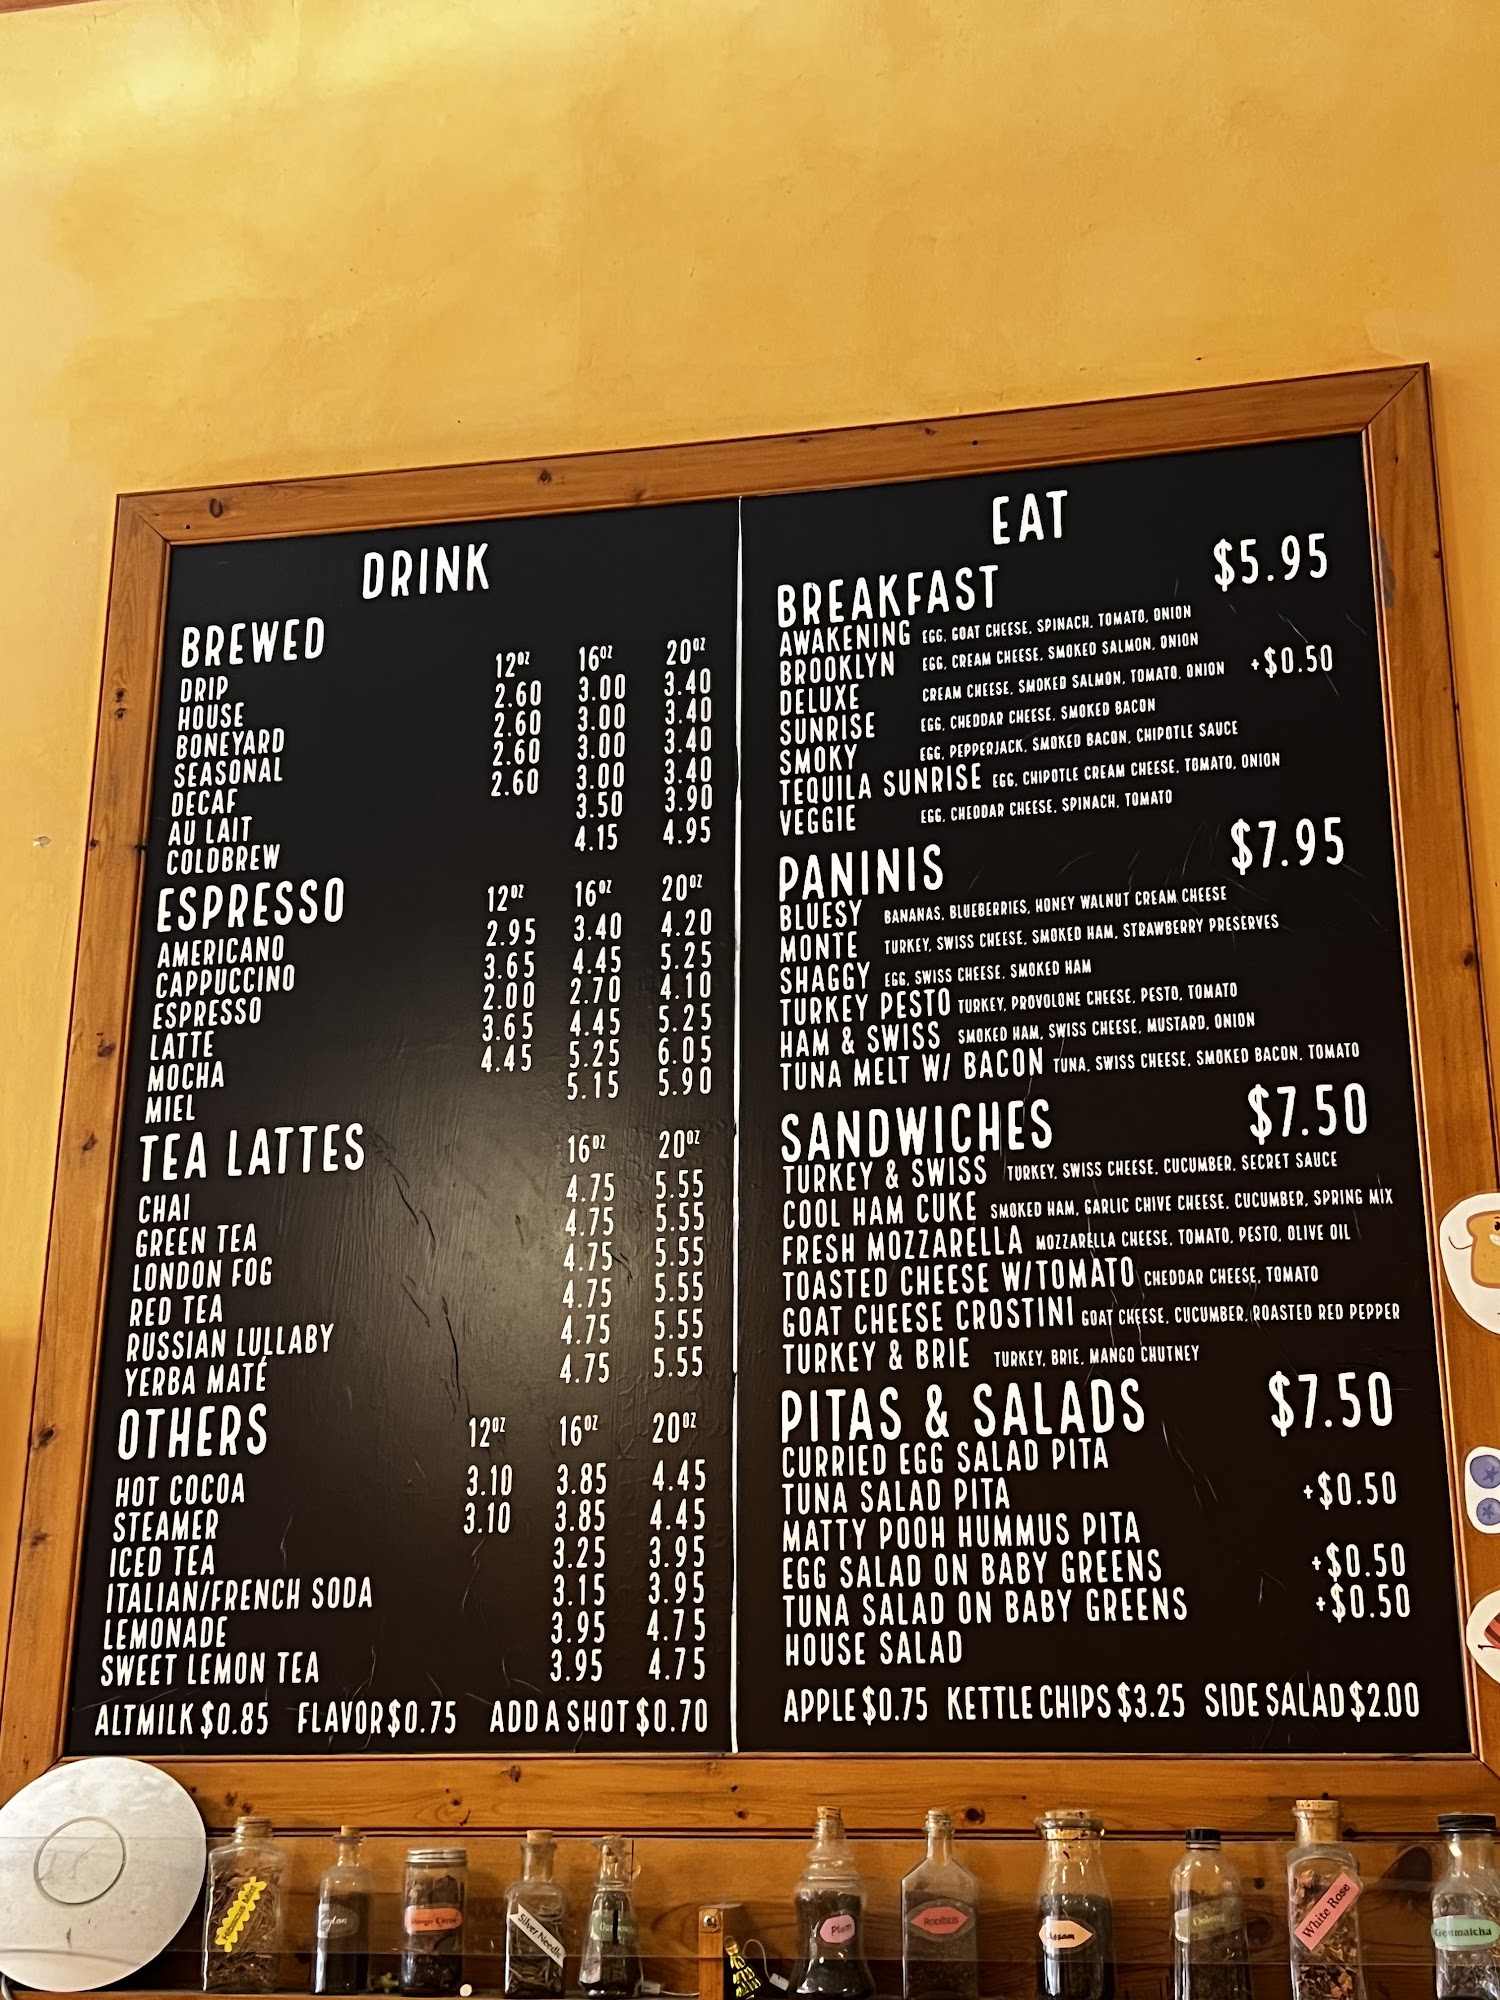 DRINK
BREWED
DRIP 12oz 16oz 20oz
HOUSE 2.60 3.00 3.40
BONEYARD 2.60 3.00 3.40
SEASONAL 2.60 3.00 3.40
DECAF 2.60 3.00 3.40
AU LAIT 3.50 3.90
COLDBREW 4.15 4.95
ESPRESSO 12oz 16oz 20oz
AMERICANO 2.95 3.40 4.20
CAPPUCCINO 3.65 4.45 5.25
ESPRESSO 2.00 2.70 4.10
LATTE 3.65 4.45 5.25
MOCHA 4.45 5.25 6.05
MIEL 5.15 5.90
TEA LATTES 16oz 20oz
CHAI 4.75 5.55
GREEN TEA 4.75 5.55
LONDON FOG 4.75 5.55
RED TEA 4.75 5.55
RUSSIAN LULLABY 4.75 5.55
YERBA MATÉ 4.75 5.55
OTHERS 12oz 16oz 20oz
HOT COCOA 3.10 3.85 4.45
STEAMER 3.10 3.85 4.45
ICED TEA 3.25 3.95
ITALIAN/FRENCH SODA 3.15 3.95
LEMONADE 3.95 4.75
SWEET LEMON TEA 3.95 4.75
ALTMILK $0.85 FLAVOR $0.75 ADD A SHOT $0.70
EAT
BREAKFAST $5.95
AWAKENING EGG, GOAT CHEESE, SPINACH, TOMATO, ONION
BROOKLYN EGG, CREAM CHEESE, SMOKED SALMON, ONION
DELUXE CREAM CHEESE, SMOKED SALMON, TOMATO, ONION +$0.50
SUNRISE EGG, CHEDDAR CHEESE, SMOKED BACON
SMOKY EGG, PEPPERJACK, SMOKED BACON, CHIPOTLE SAUCE
TEQUILA SUNRISE EGG, CHIPOTLE CREAM CHEESE, TOMATO, ONION
VEGGIE EGG, CHEDDAR CHEESE, SPINACH, TOMATO
PANINIS $7.95
BLUESY BANANAS, BLUEBERRIES, HONEY WALNUT CREAM CHEESE
MONTE TURKEY, SWISS CHEESE, SMOKED HAM, STRAWBERRY PRESERVES
SHAGGY EGG, SWISS CHEESE, SMOKED HAM
TURKEY PESTO TURKEY, PROVOLONE CHEESE, PESTO, TOMATO
HAM & SWISS SMOKED HAM, SWISS CHEESE, MUSTARD, ONION
TUNA MELT W/ BACON TUNA, SWISS CHEESE, SMOKED BACON, TOMATO
SANDWICHES $7.50
TURKEY & SWISS TURKEY, SWISS CHEESE, CUCUMBER, SECRET SAUCE
COOL HAM CUKE SMOKED HAM, GARLIC CHIVE CHEESE, CUCUMBER, SPRING MIX
FRESH MOZZARELLA MOZZARELLA CHEESE, TOMATO, PESTO, OLIVE OIL
TOASTED CHEESE W/TOMATO CHEDDAR CHEESE, TOMATO
GOAT CHEESE CROSTINI GOAT CHEESE, CUCUMBER, ROASTED RED PEPPER
TURKEY & BRIE TURKEY, BRIE, MANGO CHUTNEY
PITAS & SALADS $7.50
CURRIED EGG SALAD PITA
TUNA SALAD PITA +$0.50
MATTY POOH HUMMUS PITA
EGG SALAD ON BABY GREENS +$0.50
TUNA SALAD ON BABY GREENS +$0.50
HOUSE SALAD
APPLE $0.75 KETTLE CHIPS $3.25 SIDE SALAD $2.00
Ceylon
Silver Needle
Plum
Rooibos
Assam
White Rose
Genmaicha